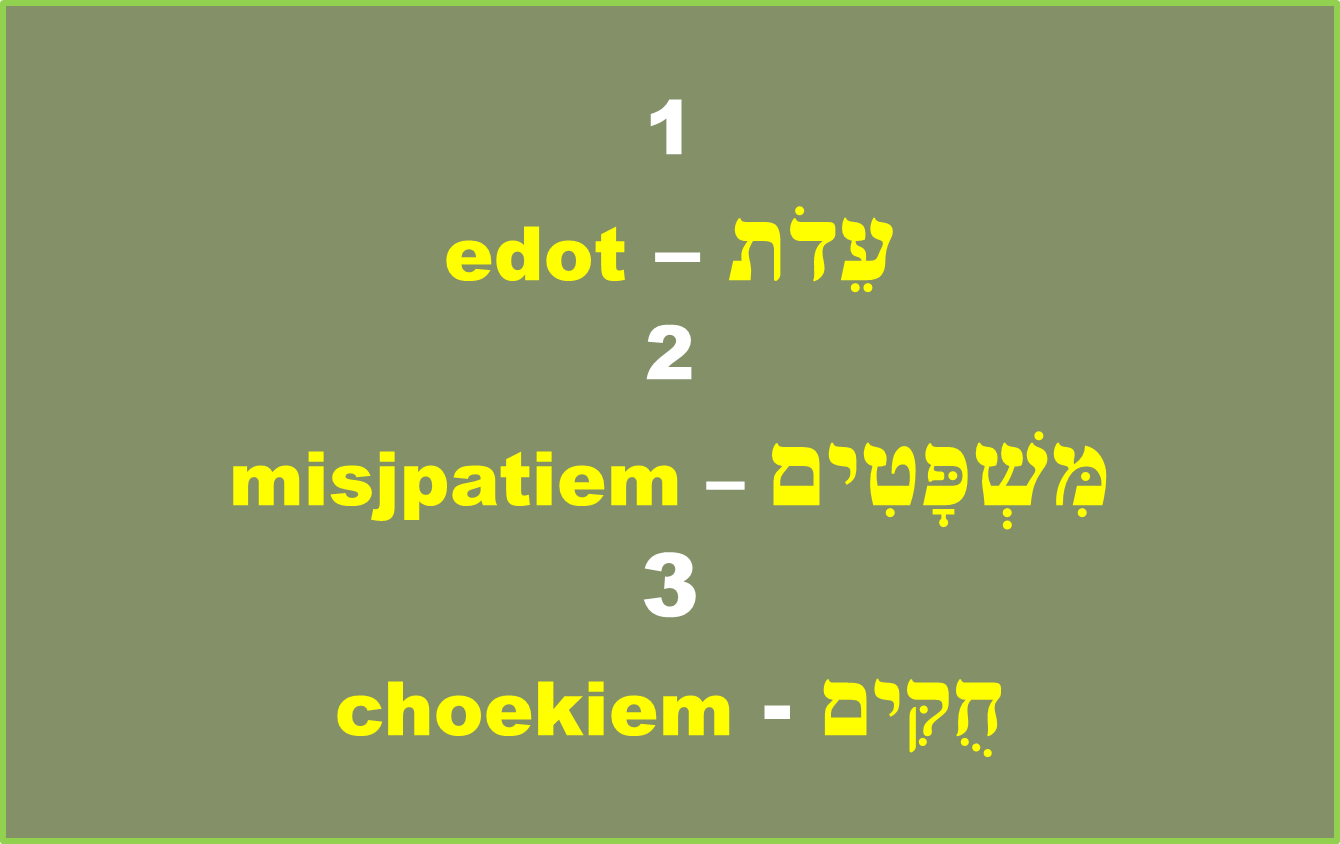 1
edot – עֵדֹת
2
misjpatiem – מִּשְׁפָּטִים
3
choekiem - חֻקִּים